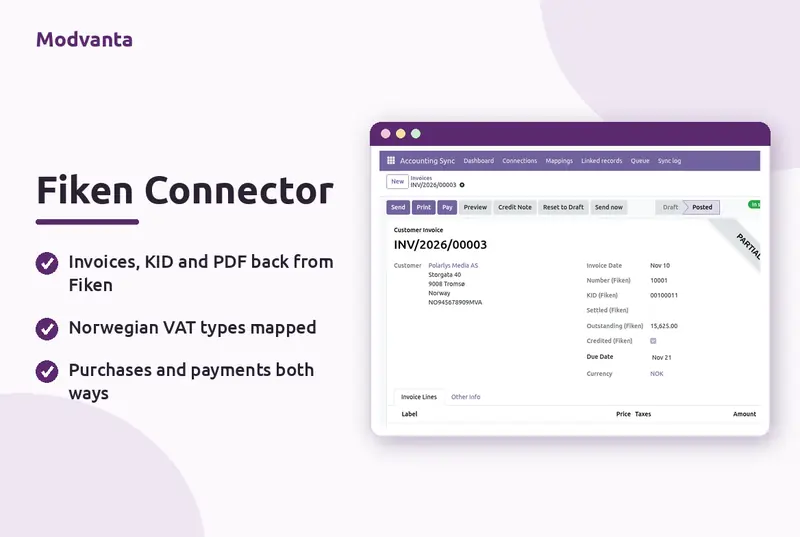 Modvanta
Fiken Connector
Invoices, KID and PDF back from
Fiken
Norwegian VAT types mapped
Purchases and payments both
ways
Accounting Sync Dashboard Connections Mappings Linked records Queue Sync log
New Invoices
INV/2026/00003
Send Print Pay Preview Credit Note Reset to Draft Send now Draft Posted
Customer Invoice
INV/2026/00003
PARTIAL
Customer Polarlys Media AS
Storgata 40
9008 Tromsø
Norway
NO945678909MVA
Invoice Date Nov 10
Number (Fiken) 10001
KID (Fiken) 00100011
Settled (Fiken)
Outstanding (Fiken) 15,625.00
Credited (Fiken)
Due Date Nov 21
Currency NOK
Invoice Lines Other Info
Label Price Taxes Amount